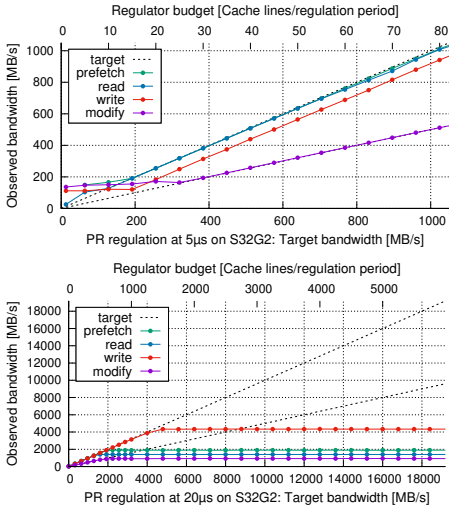 Regulator budget [Cache lines/regulation period]
0 10 20 30 40 50 60 70 80
1000
800
600
400
200
0
Observed bandwidth [MB/s]
target
prefetch
read
write
modify
0 200 400 600 800 1000
PR regulation at 5µs on S32G2: Target bandwidth [MB/s]
Regulator budget [Cache lines/regulation period]
0 1000 2000 3000 4000 5000
18000
16000
14000
12000
10000
8000
6000
4000
2000
0
Observed bandwidth [MB/s]
target
prefetch
read
write
modify
0 2000 4000 6000 8000 10000 12000 14000 16000 18000
PR regulation at 20µs on S32G2: Target bandwidth [MB/s]